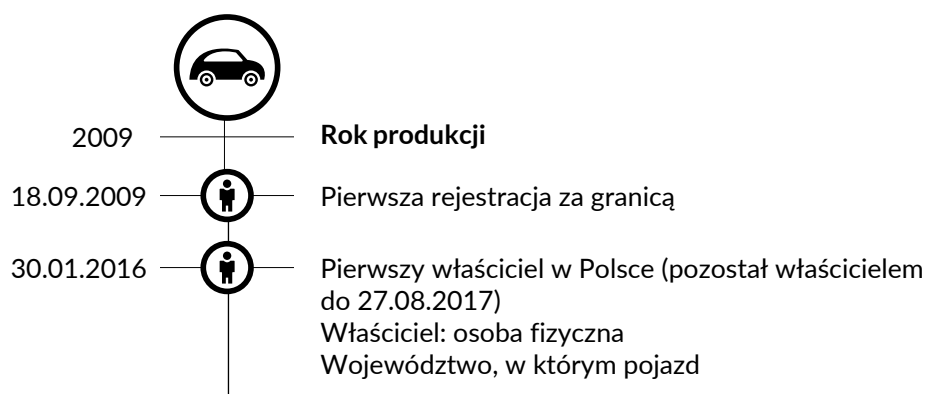 2009 Rok produkcji
18.09.2009 Pierwsza rejestracja za granicą
30.01.2016 Pierwszy właściciel w Polsce (pozostał właścicielem
do 27.08.2017)
Właściciel: osoba fizyczna
Województwo, w którym pojazd